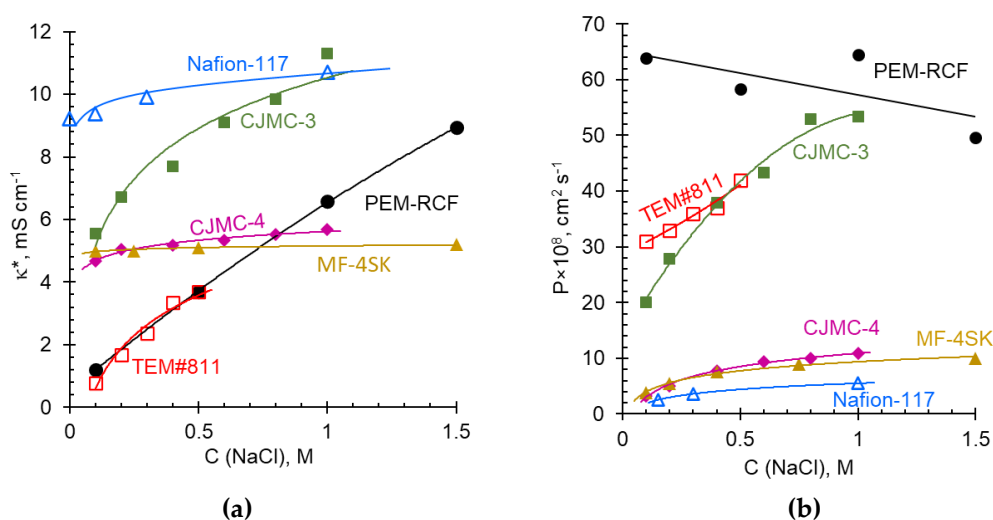 12
10
8
6
4
2
0
κ*, mS cm⁻¹
Nafion-117
CJMC-3
PEM-RCF
CJMC-4
MF-4SK
TEM#811
0
0.5
1
1.5
C (NaCl), M
(a)
70
60
50
40
30
20
10
0
P×10⁸, cm² s⁻¹
PEM-RCF
CJMC-3
TEM#811
CJMC-4
MF-4SK
Nafion-117
0
0.5
1
1.5
C (NaCl), M
(b)